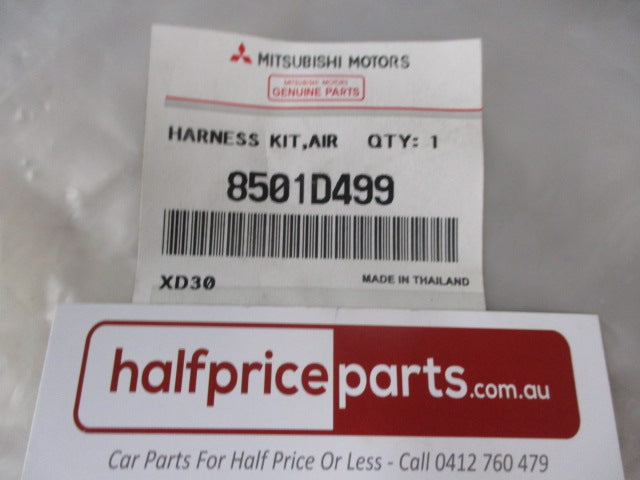 MITSUBISHI MOTORS
MITSUBISHI MOTORS
GENUINE PARTS
HARNESS KIT,AIR QTY: 1
8501D499
XD30 MADE IN THAILAND
halfpriceparts.com.au
Car Parts For Half Price Or Less - Call 0412 760 479